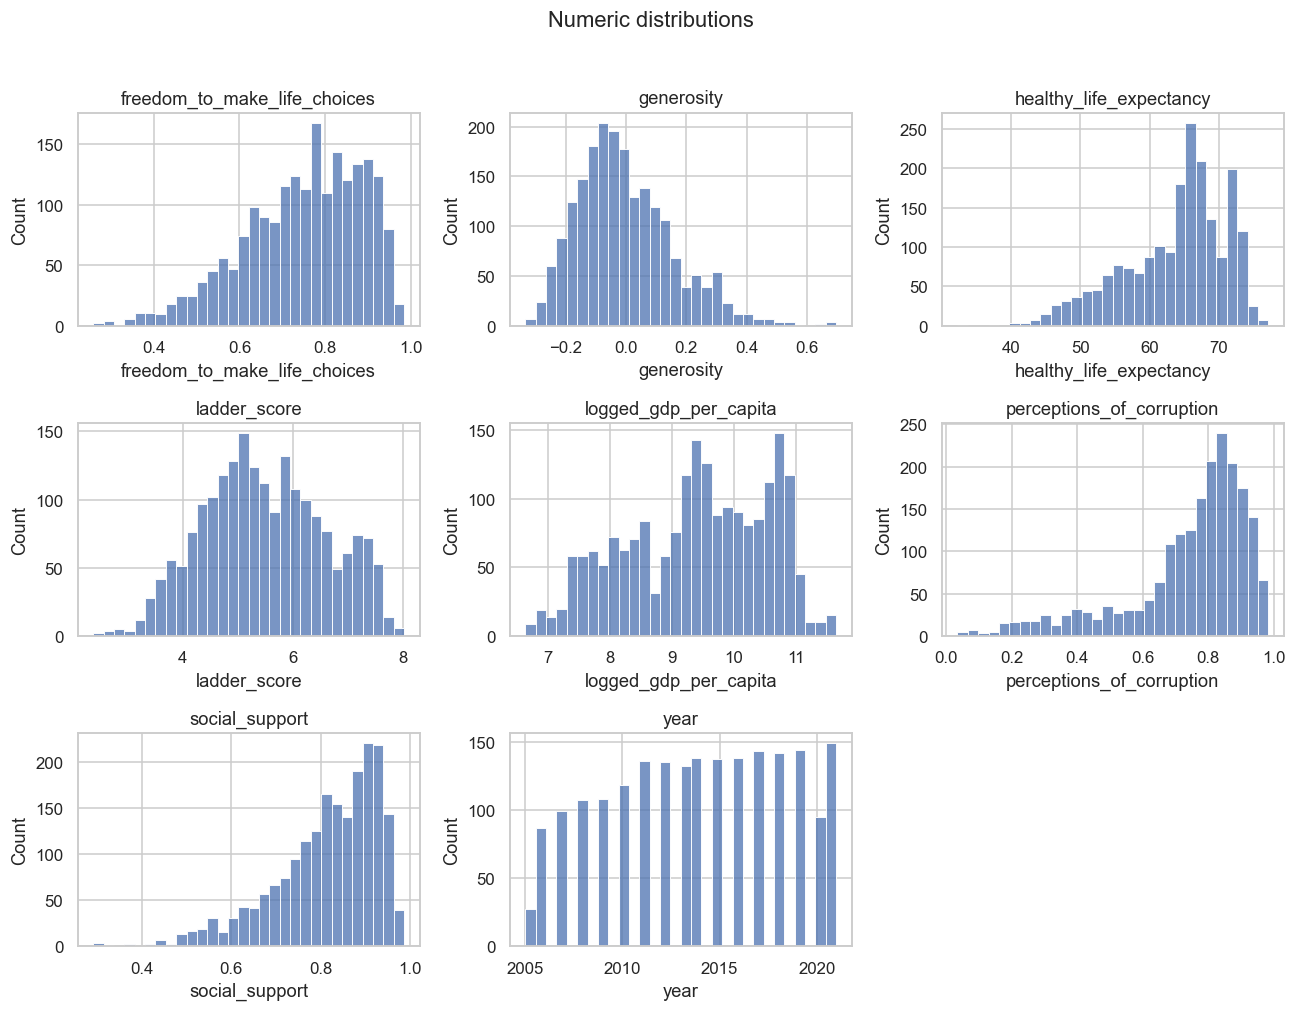 Numeric distributions
freedom_to_make_life_choices
Count
150
100
50
0
0.4 0.6 0.8 1.0
freedom_to_make_life_choices
generosity
Count
200
150
100
50
0
−0.2 0.0 0.2 0.4 0.6
generosity
healthy_life_expectancy
Count
250
200
150
100
50
0
40 50 60 70
healthy_life_expectancy
ladder_score
Count
150
100
50
0
4 6 8
ladder_score
logged_gdp_per_capita
Count
150
100
50
0
7 8 9 10 11
logged_gdp_per_capita
perceptions_of_corruption
Count
250
200
150
100
50
0
0.0 0.2 0.4 0.6 0.8 1.0
perceptions_of_corruption
social_support
Count
200
150
100
50
0
0.4 0.6 0.8 1.0
social_support
year
Count
150
100
50
0
2005 2010 2015 2020
year